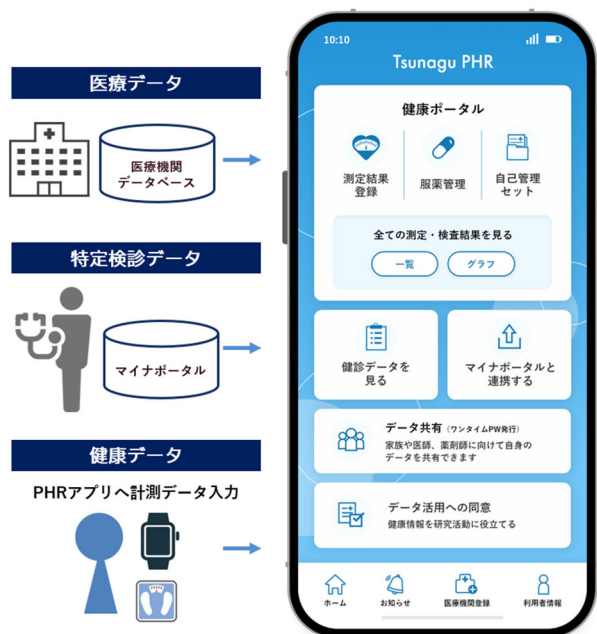 医療データ
医療機関
データベース
特定検診データ
マイナポータル
健康データ
PHRアプリへ計測データ入力
10:10
Tsunagu PHR
健康ポータル
測定結果
登録
服薬管理
自己管理
セット
全ての測定・検査結果を見る
一覧
グラフ
健診データを
見る
マイナポータルと
連携する
データ共有（ワンタイムPW発行）
家族や医師、薬剤師に向けて自身の
データを共有できます
データ活用への同意
健康情報を研究活動に役立てる
ホーム
お知らせ
医療機関登録
利用者情報